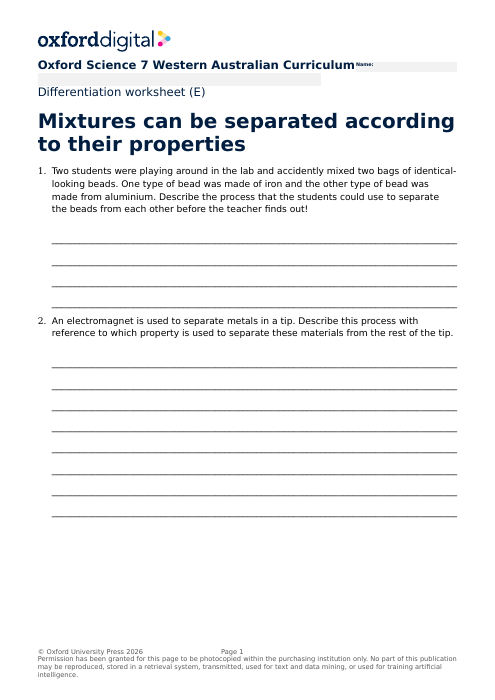 oxforddigital
Oxford Science 7 Western Australian Curriculum Name:
Differentiation worksheet (E)
Mixtures can be separated according
to their properties
1. Two students were playing around in the lab and accidently mixed two bags of identical-
looking beads. One type of bead was made of iron and the other type of bead was
made from aluminium. Describe the process that the students could use to separate
the beads from each other before the teacher finds out!
2. An electromagnet is used to separate metals in a tip. Describe this process with
reference to which property is used to separate these materials from the rest of the tip.
© Oxford University Press 2026 Page 1
Permission has been granted for this page to be photocopied within the purchasing institution only. No part of this publication
may be reproduced, stored in a retrieval system, transmitted, used for text and data mining, or used for training artificial
intelligence.